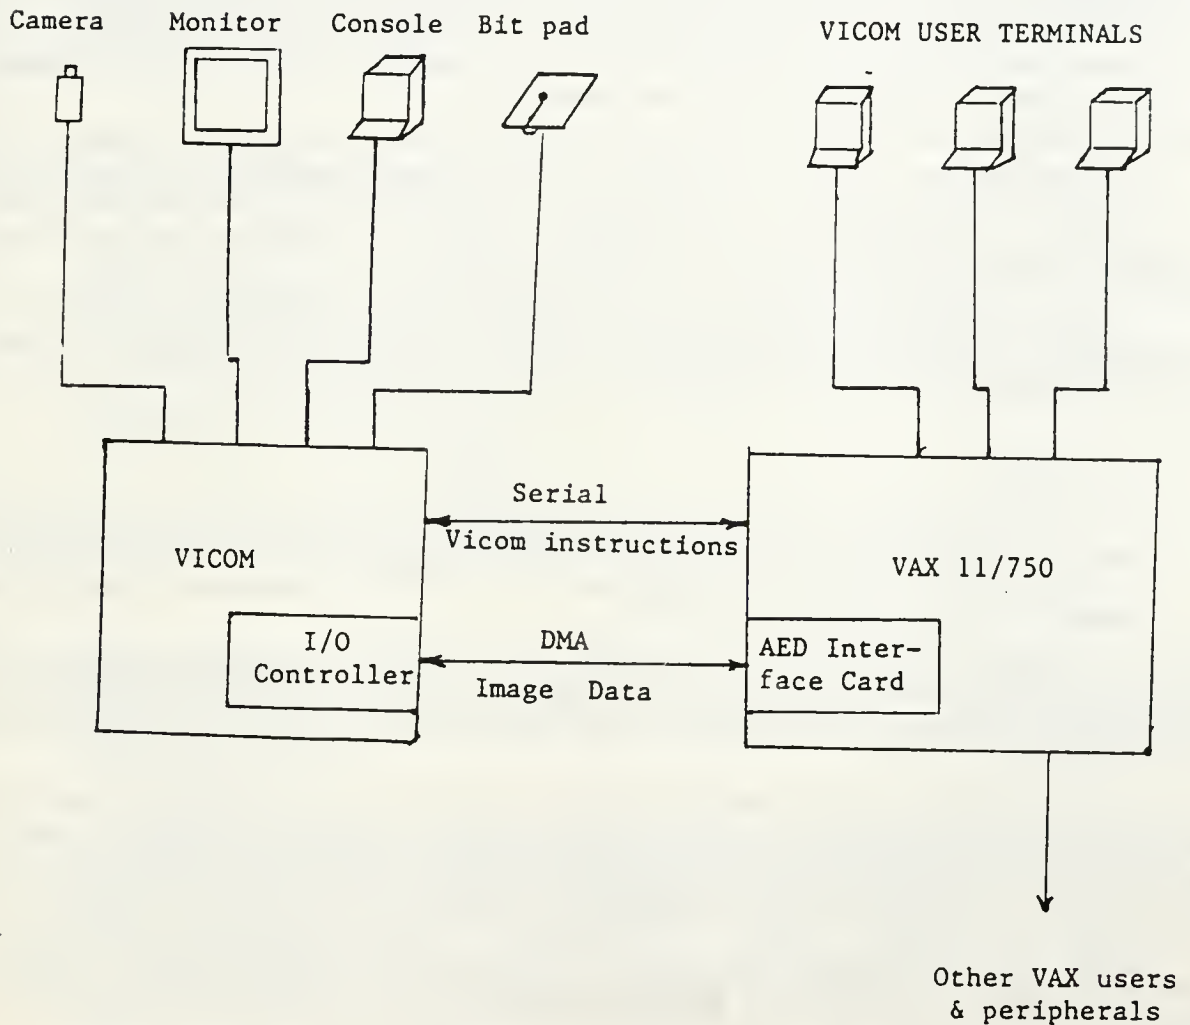 Camera
Monitor
Console
Bit pad
VICOM USER TERMINALS
Serial
Vicom instructions
VICOM
VAX 11/750
I/O
Controller
DMA
Image Data
AED Inter-
face Card
Other VAX users
& peripherals